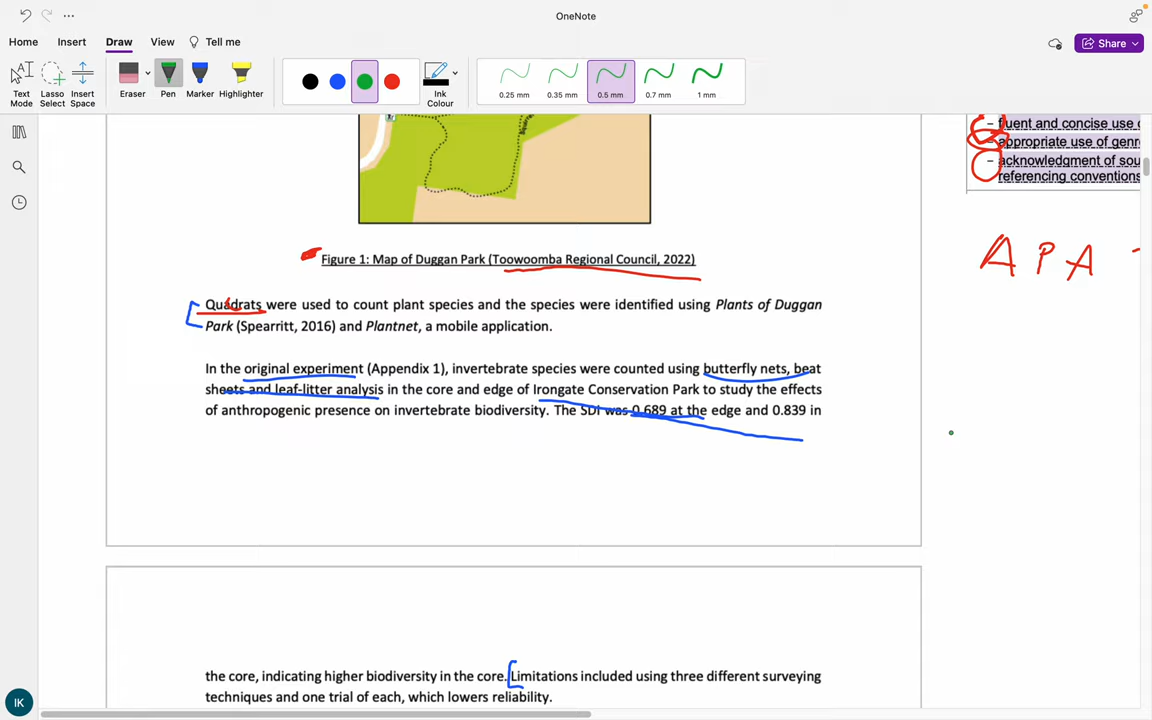 OneNote
Home Insert Draw View Tell me
Share
Text Mode
Lasso Select
Insert Space
Eraser
Pen
Marker
Highlighter
Ink Colour
0.25 mm
0.35 mm
0.5 mm
0.7 mm
1 mm
– fluent and concise use
– appropriate use of genr
– acknowledgment of sou
referencing conventions
A P A
Figure 1: Map of Duggan Park (Toowoomba Regional Council, 2022)
Quadrats were used to count plant species and the species were identified using Plants of Duggan
Park (Spearritt, 2016) and Plantnet, a mobile application.
In the original experiment (Appendix 1), invertebrate species were counted using butterfly nets, beat
sheets and leaf-litter analysis in the core and edge of Irongate Conservation Park to study the effects
of anthropogenic presence on invertebrate biodiversity. The SDI was 0.689 at the edge and 0.839 in
the core, indicating higher biodiversity in the core. Limitations included using three different surveying
techniques and one trial of each, which lowers reliability.
IK